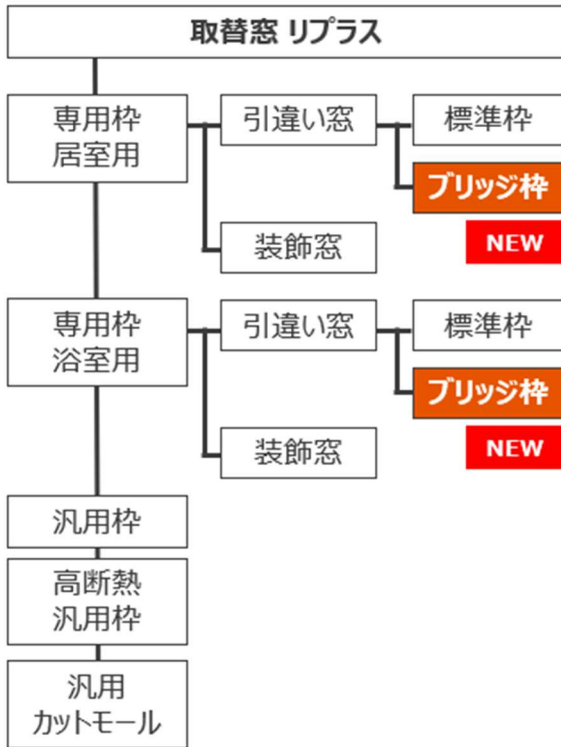 取替窓 リプラス
専用枠
居室用
引違い窓
標準枠
ブリッジ枠
NEW
装飾窓
専用枠
浴室用
引違い窓
標準枠
ブリッジ枠
NEW
装飾窓
汎用枠
高断熱
汎用枠
汎用
カットモール